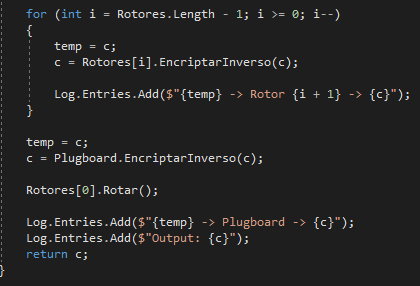 for (int i = Rotores.Length - 1; i >= 0; i--)
{
temp = c;
c = Rotores[i].EncriptarInverso(c);
Log.Entries.Add($"{temp} -> Rotor {i + 1} -> {c}");
}
temp = c;
c = Plugboard.EncriptarInverso(c);
Rotores[0].Rotar();
Log.Entries.Add($"{temp} -> Plugboard -> {c}");
Log.Entries.Add($"Output: {c}");
return c;
}